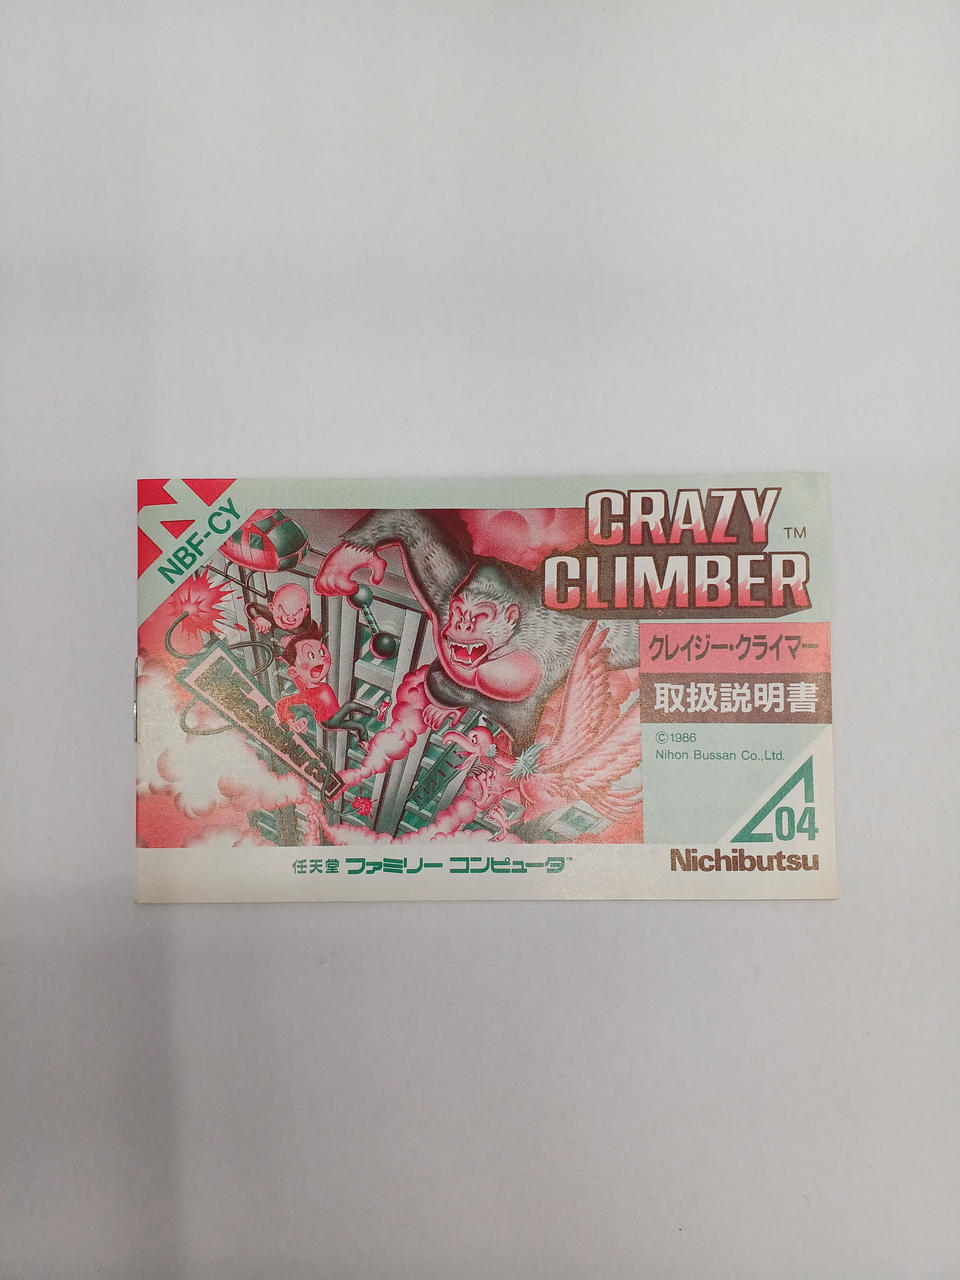 N
NBF-CY
CRAZY
CLIMBER
TM
クレイジー・クライマー
取扱説明書
©1986
Nihon Bussan Co.,Ltd.
04
Nichibutsu
任天堂 ファミリー コンピュータ™